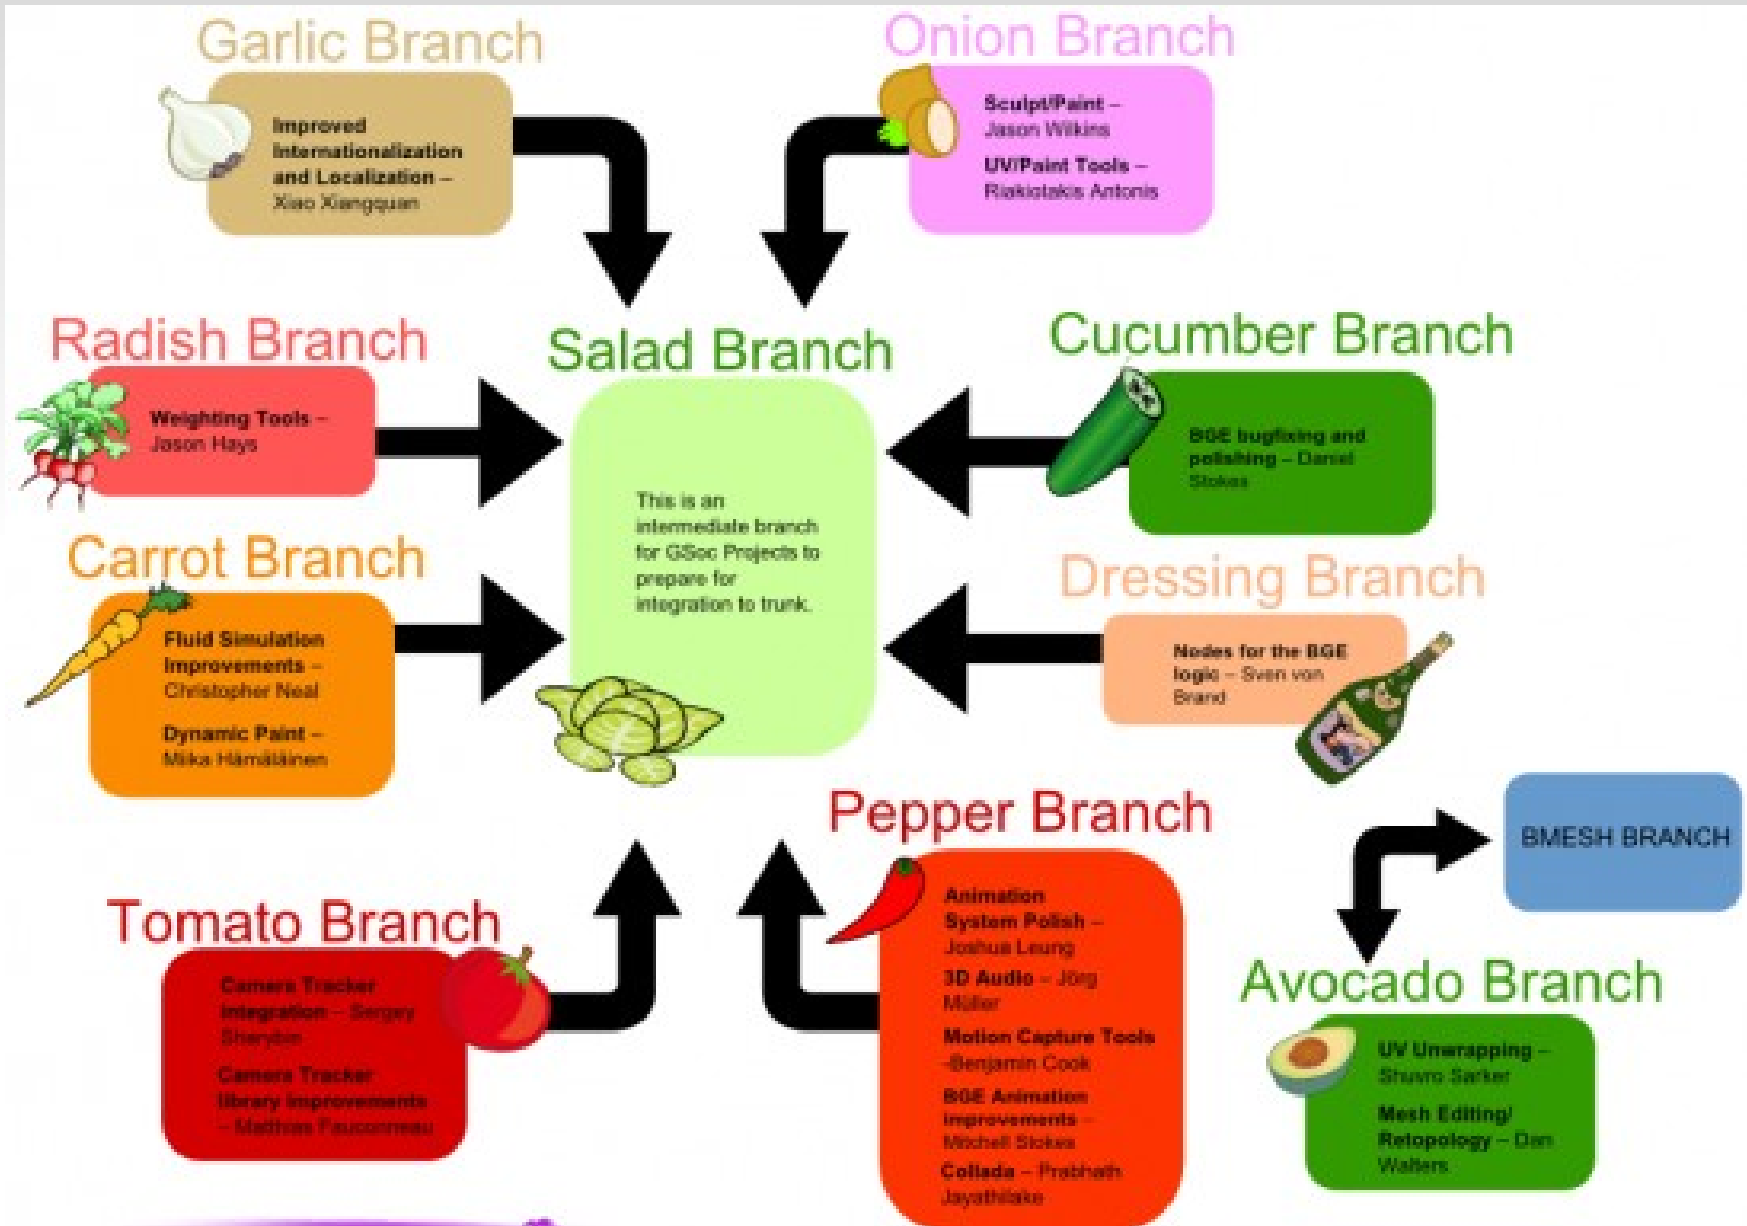 Garlic Branch
Improved
Internationalization
and Localization –
Xiao Xiangquan
Onion Branch
Sculpt/Paint –
Jason Wilkins
UV/Paint Tools –
Riakiotakis Antonis
Radish Branch
Weighting Tools –
Jason Hays
Salad Branch
This is an
intermediate branch
for GSoc Projects to
prepare for
integration to trunk.
Cucumber Branch
BGE bugfixing and
polishing – Daniel
Stokes
Carrot Branch
Fluid Simulation
Improvements –
Christopher Neal
Dynamic Paint –
Miika Hämäläinen
Dressing Branch
Nodes for the BGE
logic – Sven von
Brand
Tomato Branch
Camera Tracker
Integration – Sergey
Sharybin
Camera Tracker
library improvements
– Matthias Fauconneau
Pepper Branch
Animation
System Polish –
Joshua Leung
3D Audio – Jörg
Müller
Motion Capture Tools
-Benjamin Cook
BGE Animation
Improvements –
Mitchell Stokes
Collada – Prabhath
Jayathilake
BMESH BRANCH
Avocado Branch
UV Unwrapping –
Shuvro Sarker
Mesh Editing/
Retopology – Dan
Walters